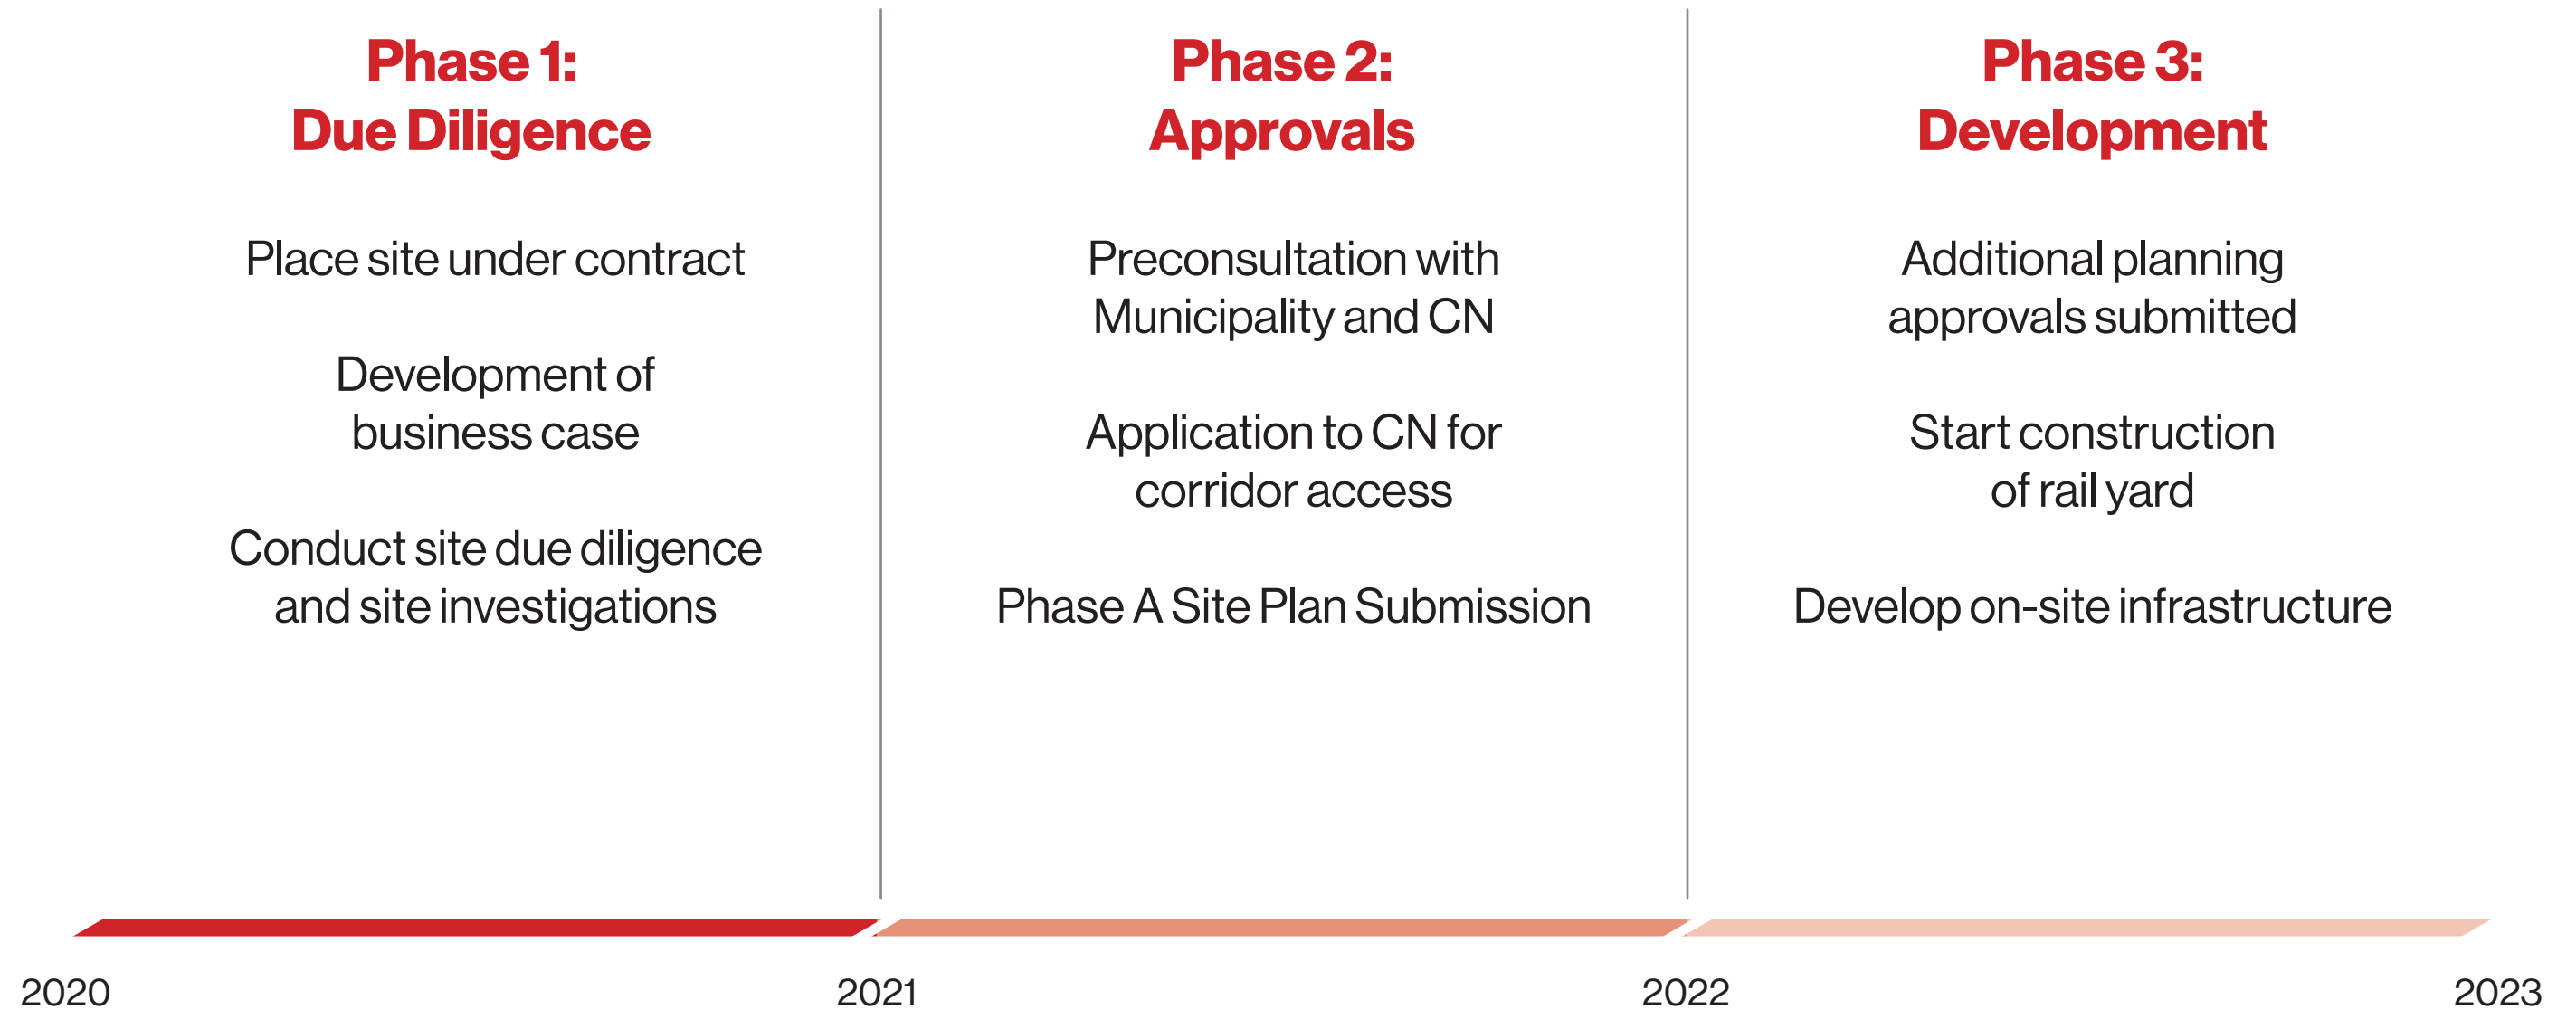 Phase 1:
Due Diligence
Place site under contract
Development of
business case
Conduct site due diligence
and site investigations
Phase 2:
Approvals
Preconsultation with
Municipality and CN
Application to CN for
corridor access
Phase A Site Plan Submission
Phase 3:
Development
Additional planning
approvals submitted
Start construction
of rail yard
Develop on-site infrastructure
2020
2021
2022
2023